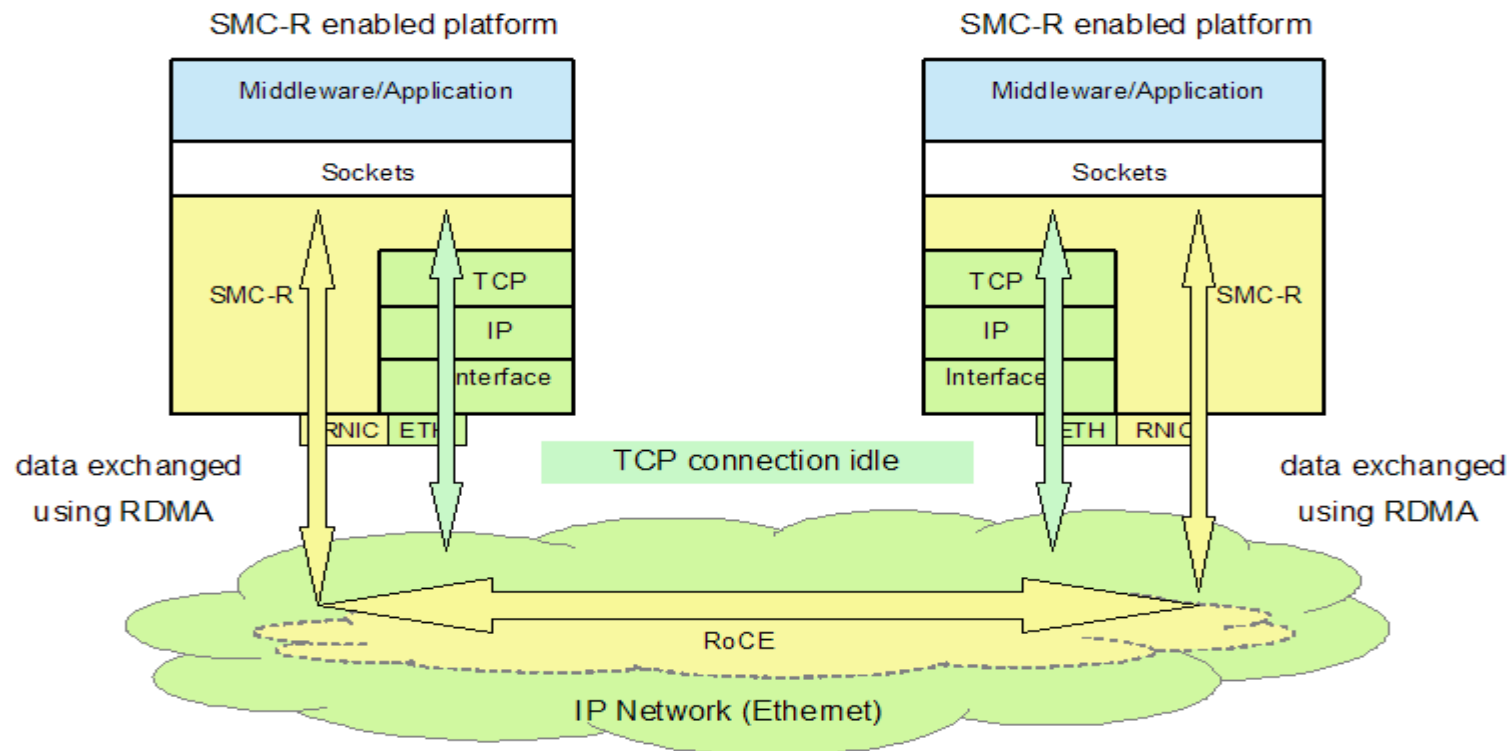 SMC-R enabled platform
SMC-R enabled platform
Middleware/Application
Middleware/Application
Sockets
Sockets
SMC-R
TCP
IP
Interface
TCP
IP
Interface
SMC-R
RNIC
ETH
ETH
RNIC
data exchanged
using RDMA
TCP connection idle
data exchanged
using RDMA
RoCE
IP Network (Ethernet)